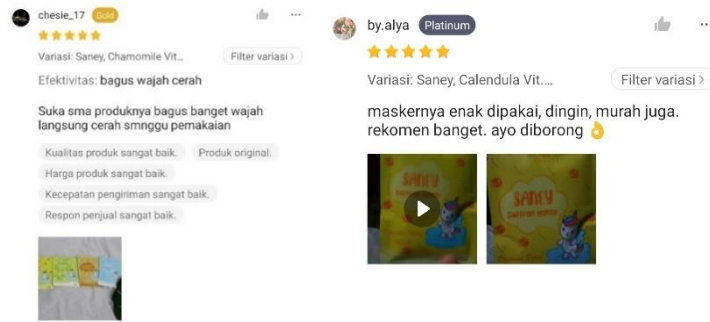 chesie_17 Gold
Variasi: Saney, Chamomile Vit...
Filter variasi >
Efektivitas: bagus wajah cerah
Suka sma produknya bagus banget wajah
langsung cerah smnggu pemakaian
Kualitas produk sangat baik.
Produk original.
Harga produk sangat baik.
Kecepatan pengiriman sangat baik.
Respon penjual sangat baik.
by.alya Platinum
Variasi: Saney, Calendula Vit....
Filter variasi >
maskernya enak dipakai, dingin, murah juga.
rekomen banget. ayo diborong 👌
SANEY
SANEY
Saffron